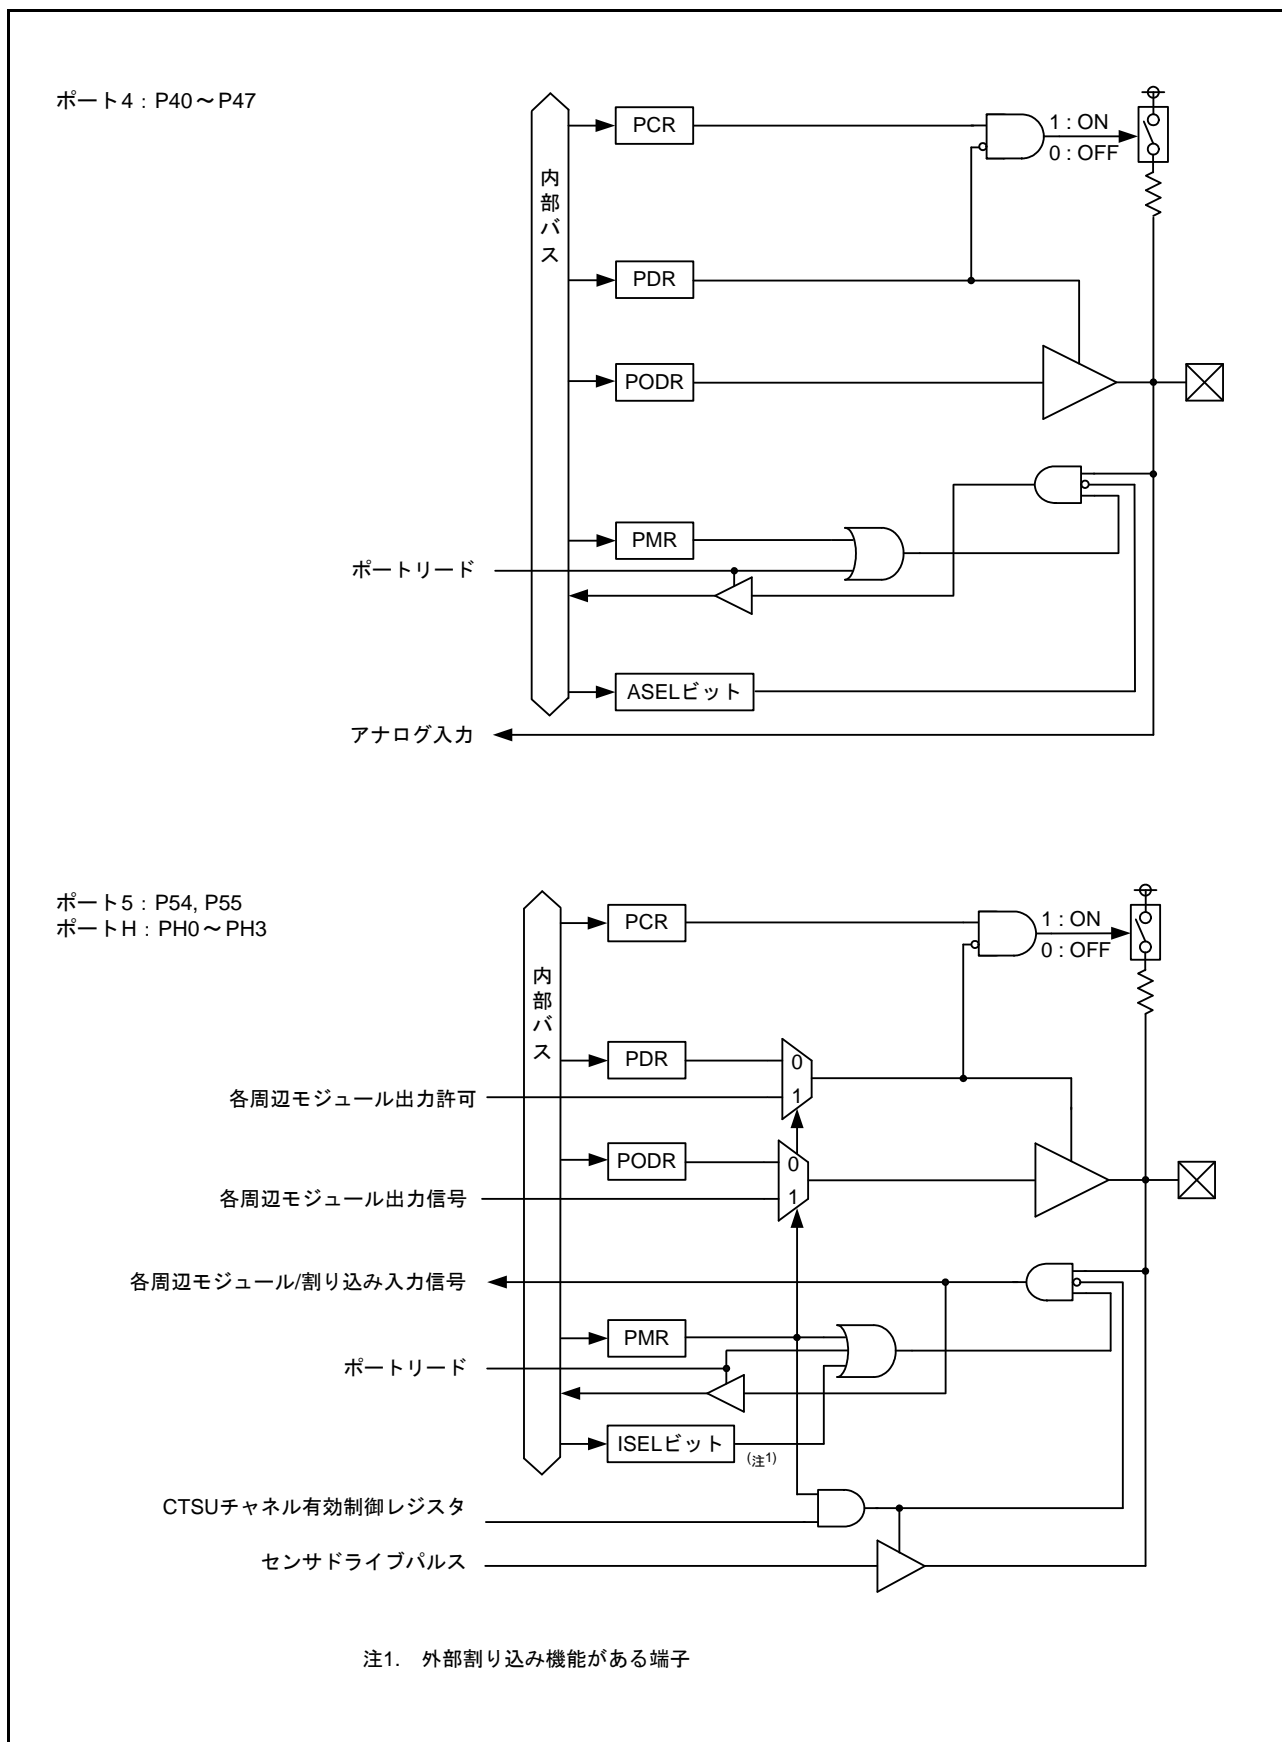 ポート4：P40～P47
PCR
1 : ON
0 : OFF
内部バス
PDR
PODR
PMR
ポートリード
ASELビット
アナログ入力
ポート5：P54, P55
ポートH：PH0～PH3
PCR
1 : ON
0 : OFF
内部バス
PDR
0
各周辺モジュール出力許可
1
PODR
0
各周辺モジュール出力信号
1
各周辺モジュール/割り込み入力信号
PMR
ポートリード
ISELビット
(注1)
CTSUチャネル有効制御レジスタ
センサドライブパルス
注1. 外部割り込み機能がある端子